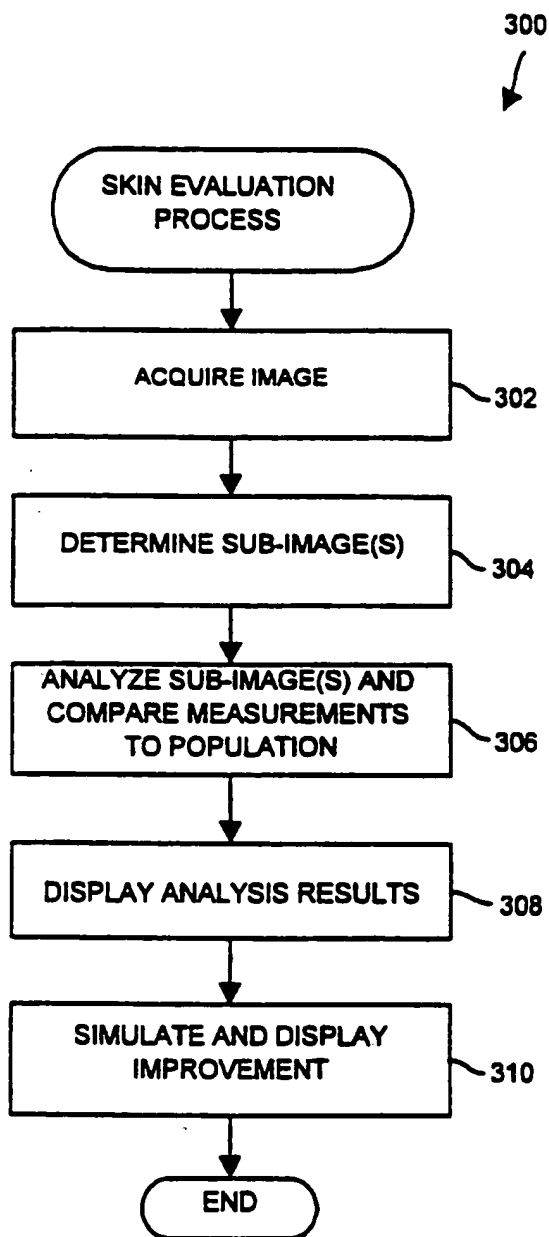 300
SKIN EVALUATION
PROCESS
ACQUIRE IMAGE
302
DETERMINE SUB-IMAGE(S)
304
ANALYZE SUB-IMAGE(S) AND
COMPARE MEASUREMENTS
TO POPULATION
306
DISPLAY ANALYSIS RESULTS
308
SIMULATE AND DISPLAY
IMPROVEMENT
310
END